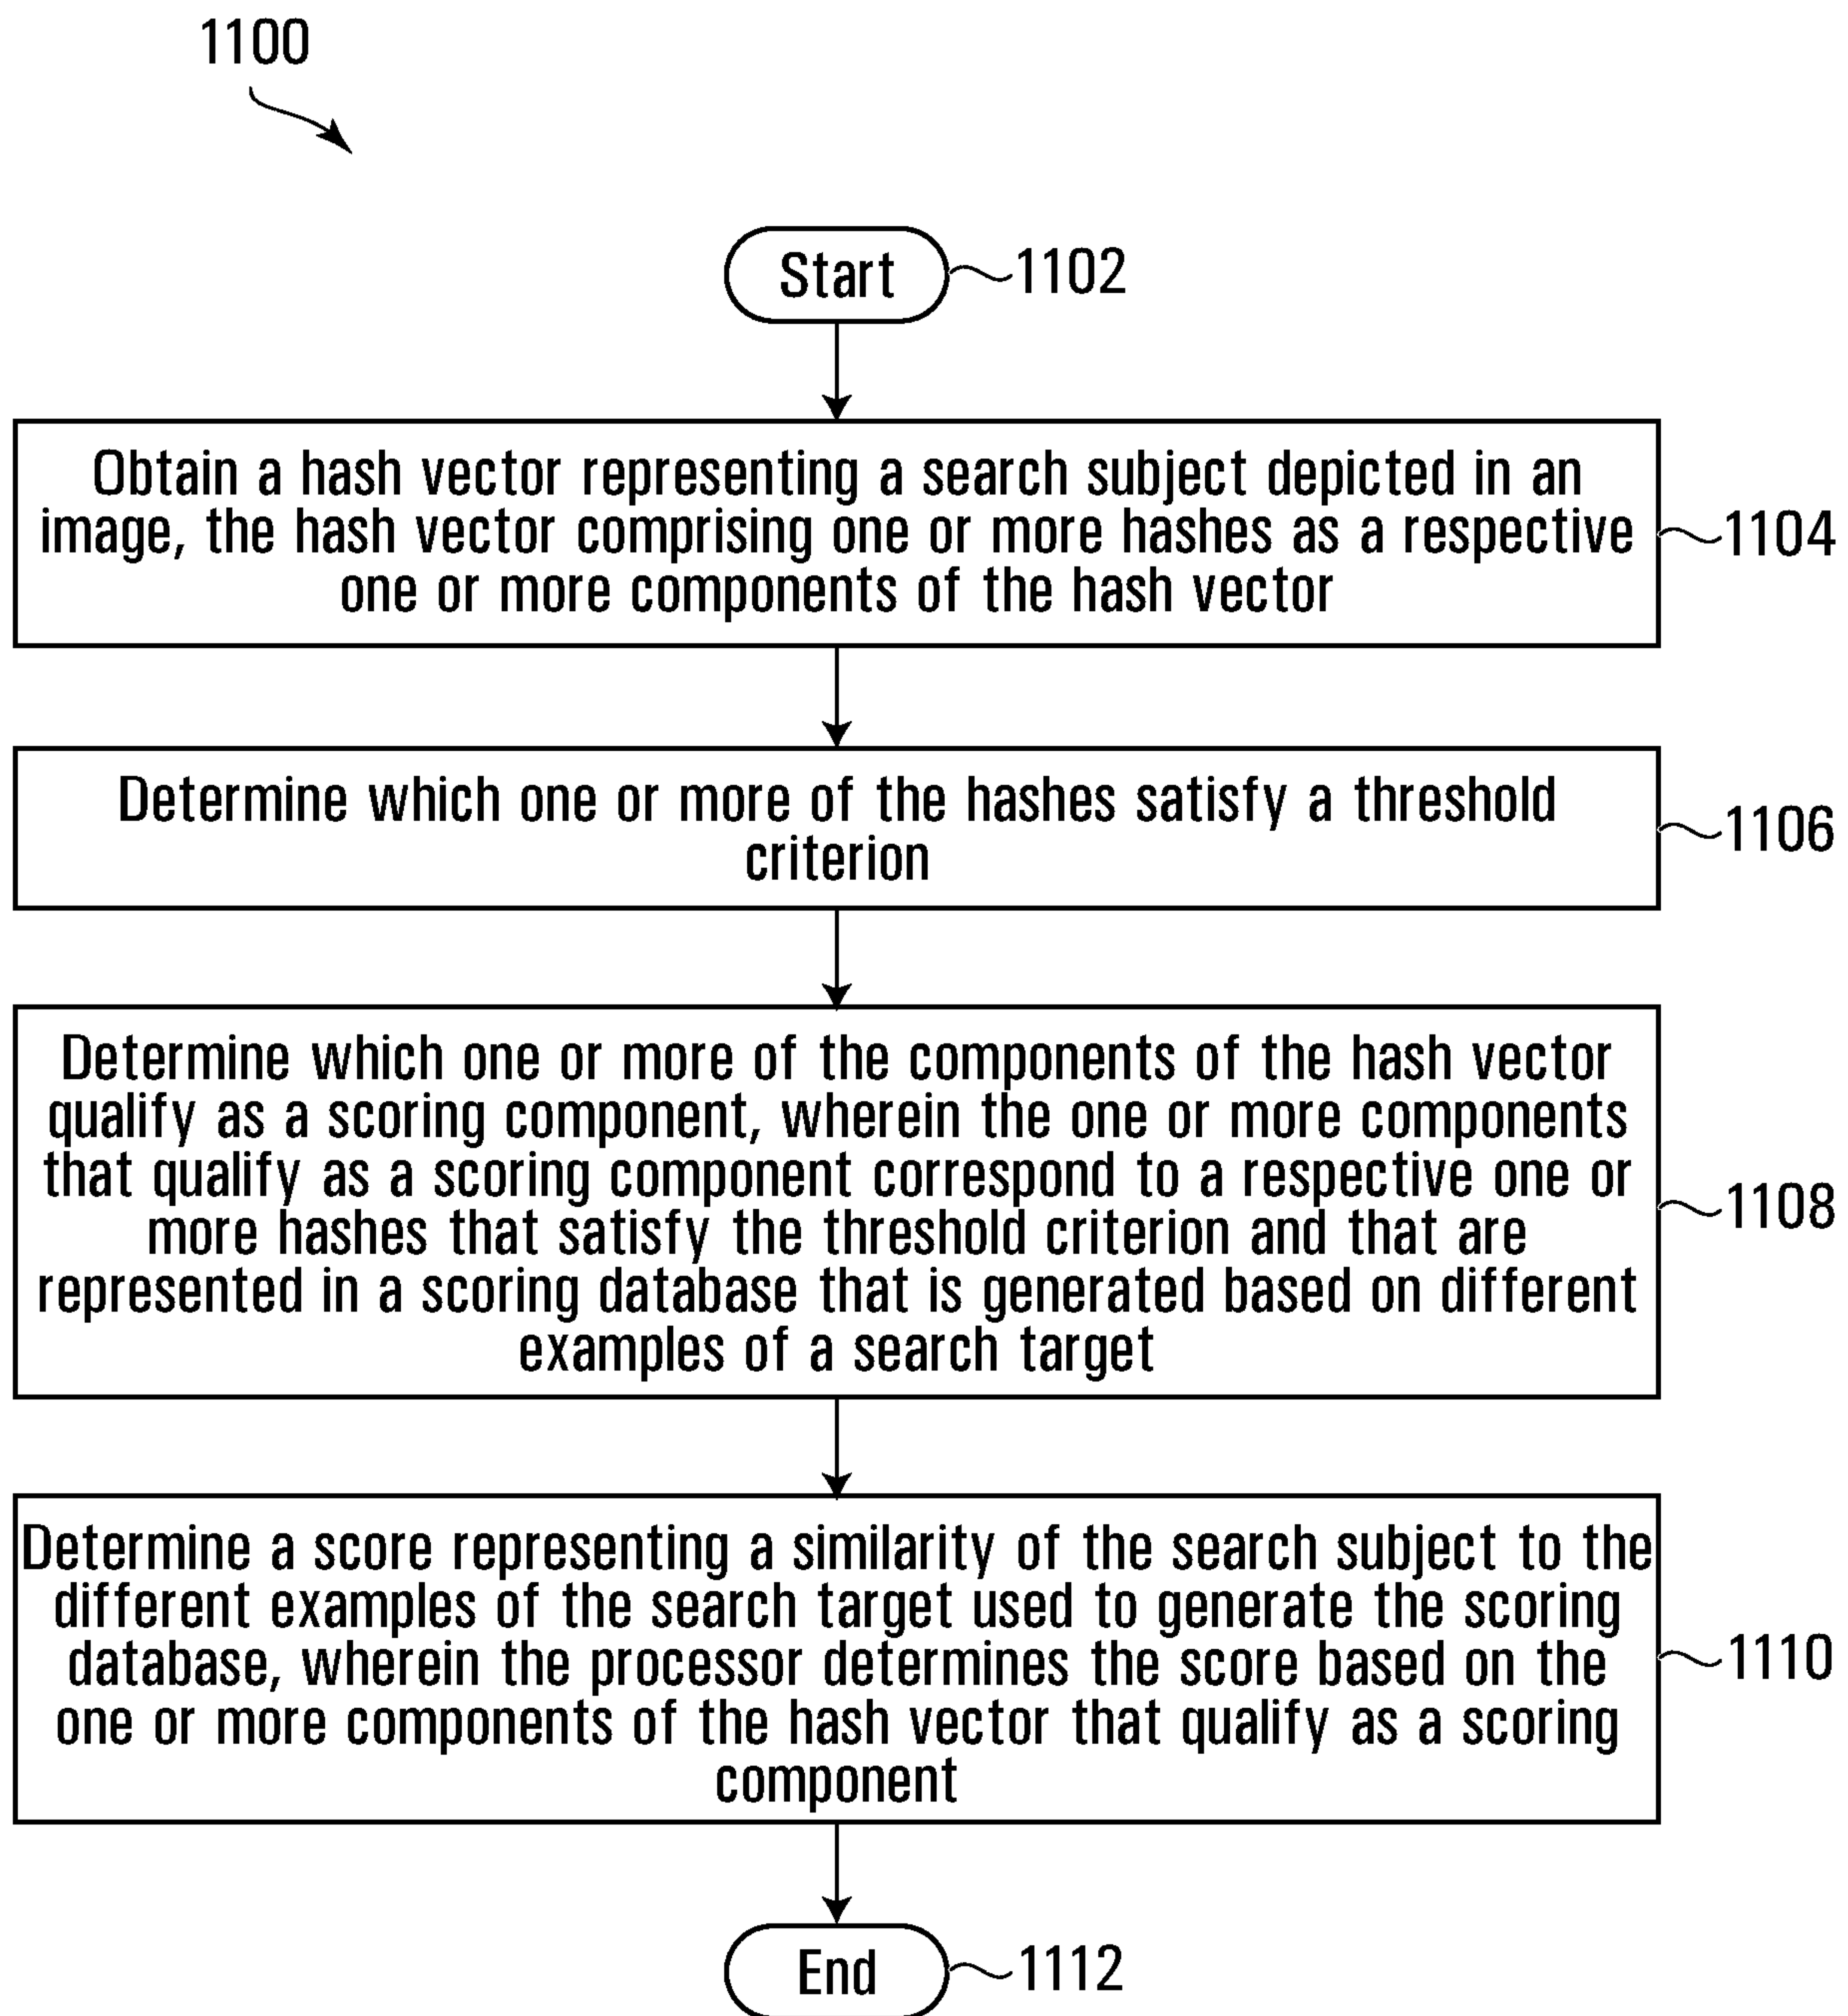 1100
Start
1102
Obtain a hash vector representing a search subject depicted in an
image, the hash vector comprising one or more hashes as a respective
one or more components of the hash vector
1104
Determine which one or more of the hashes satisfy a threshold
criterion
1106
Determine which one or more of the components of the hash vector
qualify as a scoring component, wherein the one or more components
that qualify as a scoring component correspond to a respective one or
more hashes that satisfy the threshold criterion and that are
represented in a scoring database that is generated based on different
examples of a search target
1108
Determine a score representing a similarity of the search subject to the
different examples of the search target used to generate the scoring
database, wherein the processor determines the score based on the
one or more components of the hash vector that qualify as a scoring
component
1110
End
1112